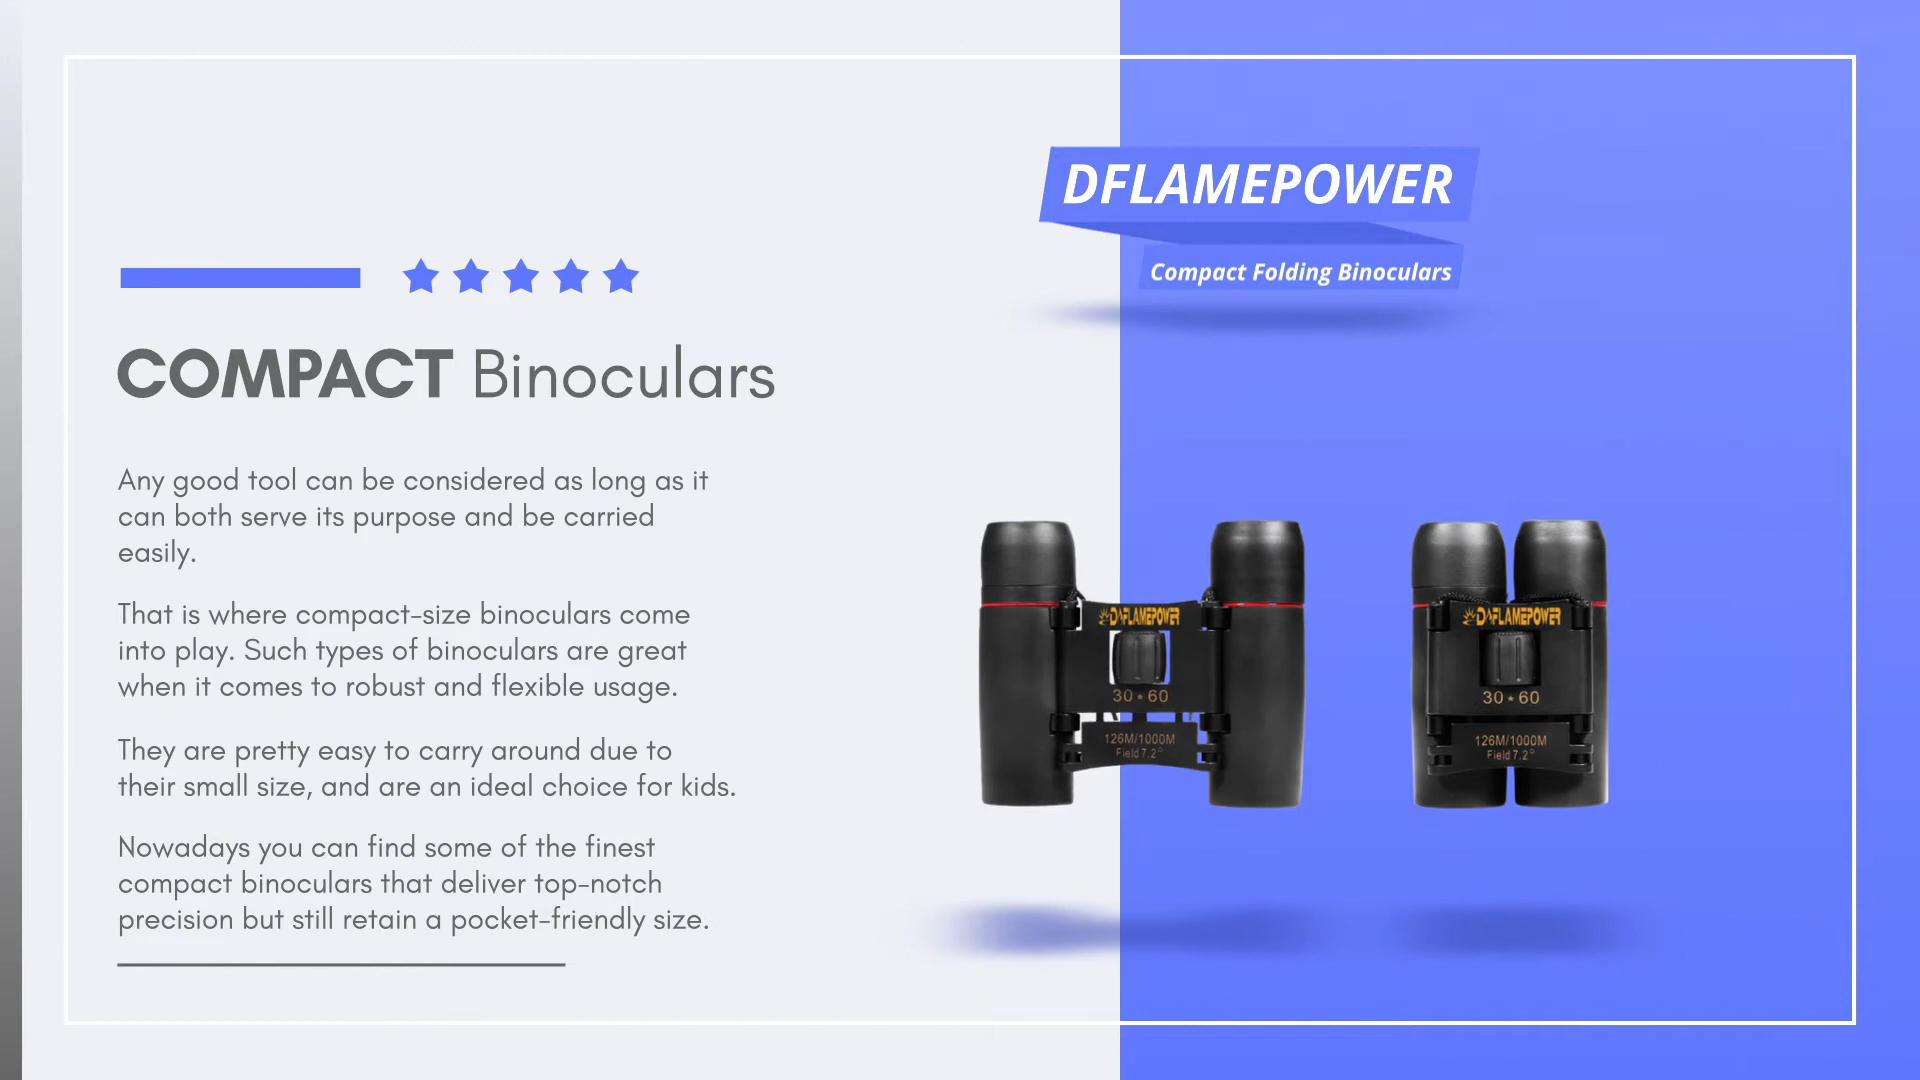 DFLAMEPOWER
Compact Folding Binoculars
COMPACT Binoculars
Any good tool can be considered as long as it
can both serve its purpose and be carried
easily.
That is where compact-size binoculars come
into play. Such types of binoculars are great
when it comes to robust and flexible usage.
They are pretty easy to carry around due to
their small size, and are an ideal choice for kids.
Nowadays you can find some of the finest
compact binoculars that deliver top-notch
precision but still retain a pocket-friendly size.
DAFLAMEPOWER
30★60
126M/1000M
Field 7.2°
DAFLAMEPOWER
30★60
126M/1000M
Field 7.2°